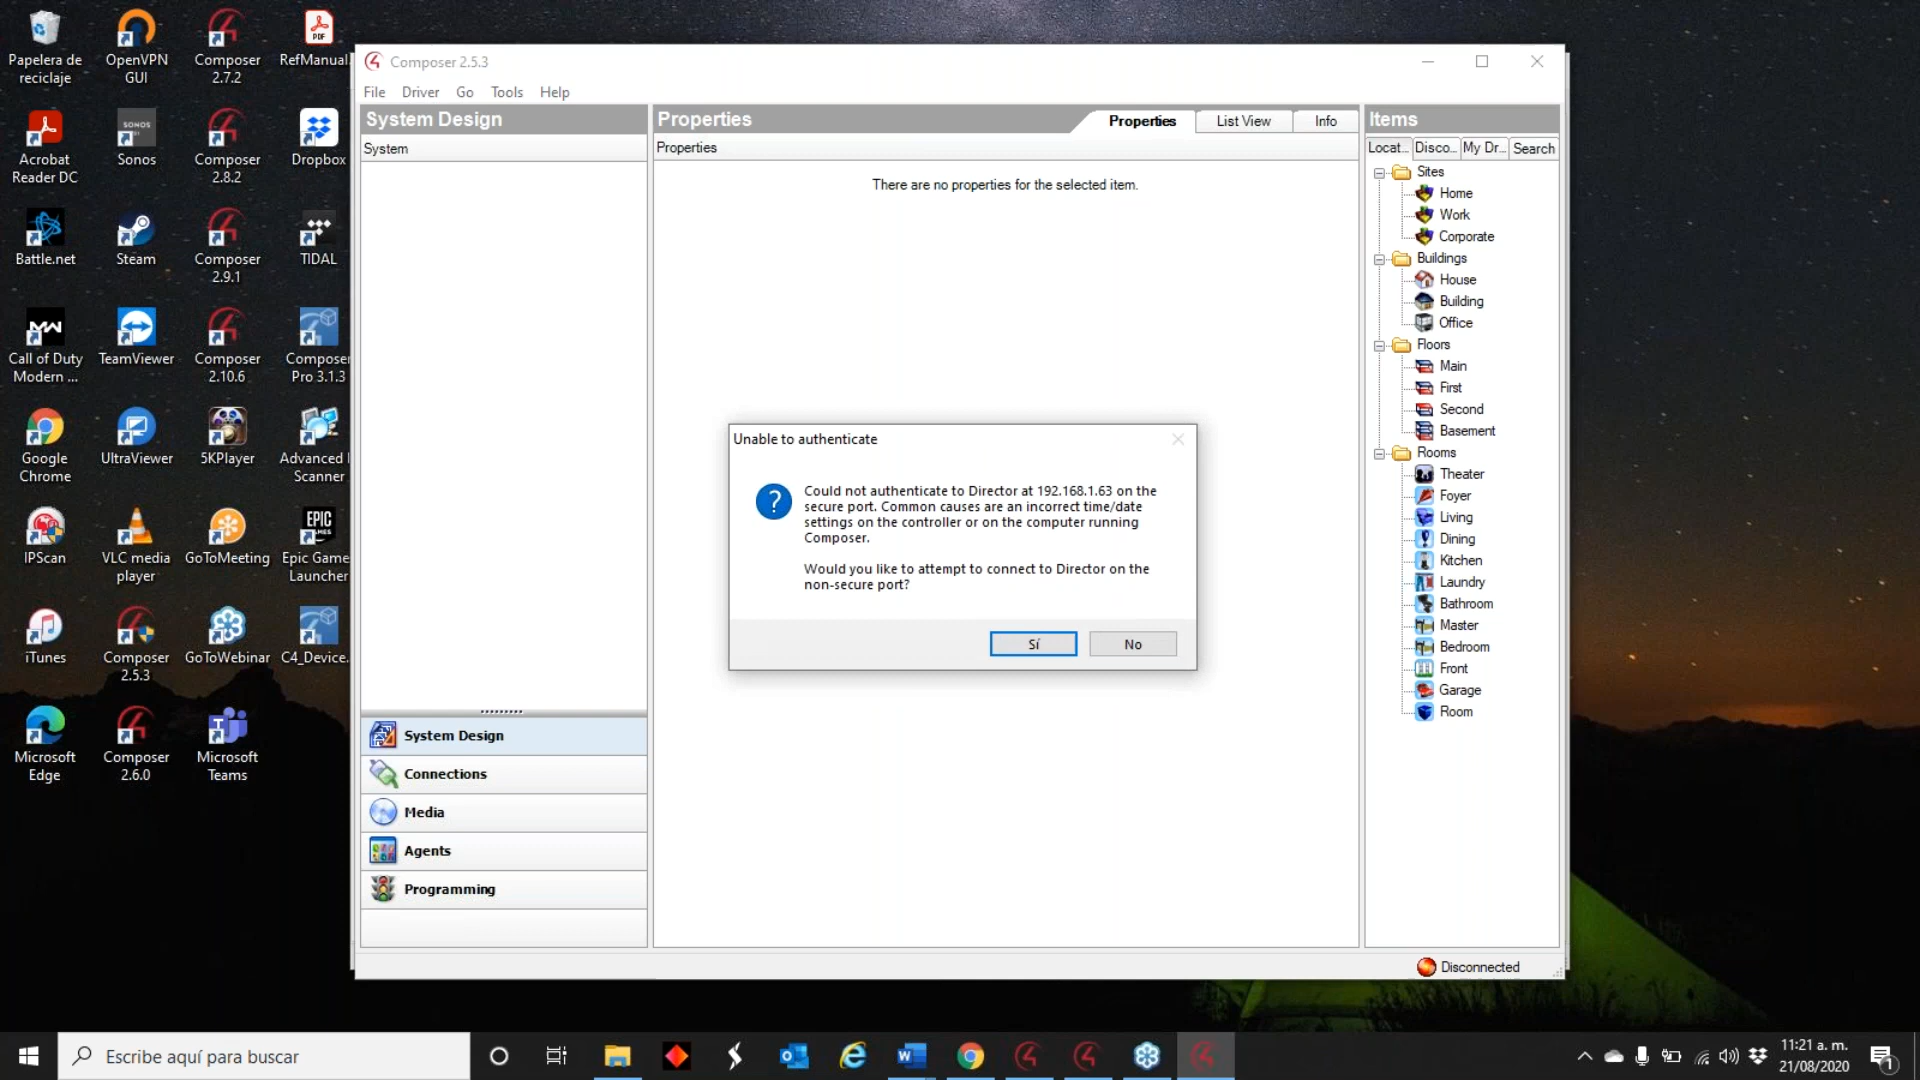 Papelera de
reciclaje
OpenVPN
GUI
Composer
2.7.2
RefManual.
Acrobat
Reader DC
Sonos
Composer
2.8.2
Dropbox
Battle.net
Steam
Composer
2.9.1
TIDAL
Call of Duty
Modern ...
TeamViewer
Composer
2.10.6
Composer
Pro 3.1.3
Google
Chrome
UltraViewer
5KPlayer
Advanced I
Scanner
IPScan
VLC media
player
GoToMeeting
Epic Game
Launcher
iTunes
Composer
2.5.3
GoToWebinar
C4_Device.
Microsoft
Edge
Composer
2.6.0
Microsoft
Teams
PDF
SONOS
MW
EPIC
GAMES
Composer 2.5.3
File Driver Go Tools Help
System Design
System
System Design
Connections
Media
Agents
Programming
Properties
Properties List View Info
Properties
There are no properties for the selected item.
Unable to authenticate
Could not authenticate to Director at 192.168.1.63 on the
secure port. Common causes are an incorrect time/date
settings on the controller or on the computer running
Composer.
Would you like to attempt to connect to Director on the
non-secure port?
Sí No
Items
Locat... Disco... My Dr... Search
Sites
Home
Work
Corporate
Buildings
House
Building
Office
Floors
Main
First
Second
Basement
Rooms
Theater
Foyer
Living
Dining
Kitchen
Laundry
Bathroom
Master
Bedroom
Front
Garage
Room
Disconnected
Escribe aquí para buscar
11:21 a. m.
21/08/2020
1